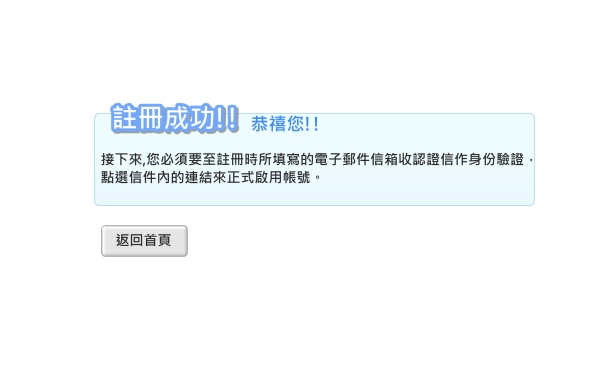 註冊成功!! 恭禧您!!
接下來,您必須要至註冊時所填寫的電子郵件信箱收認證信作身份驗證，
點選信件內的連結來正式啟用帳號。
返回首頁